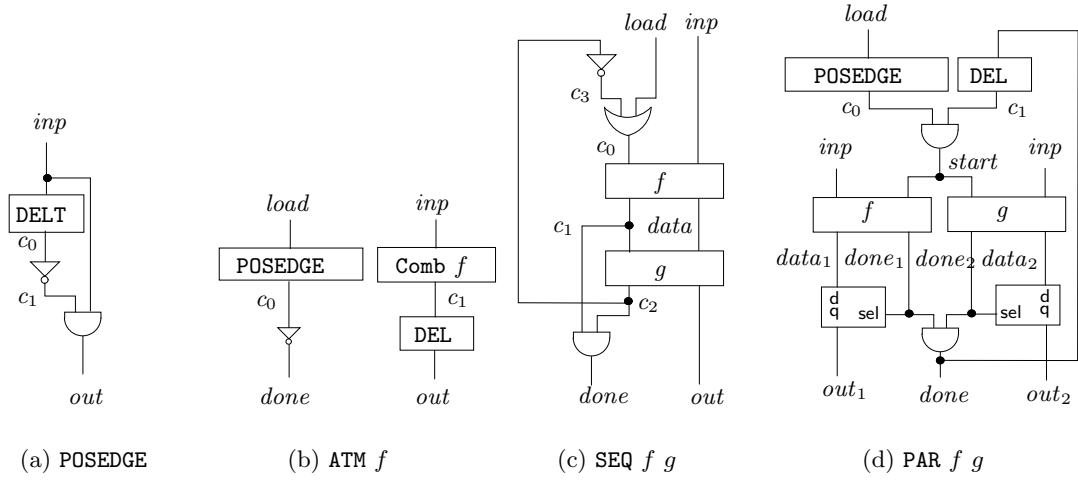 inp
DELT
c0
c1
out
(a) POSEDGE
load
inp
POSEDGE
Comb f
c0
c1
DEL
done
out
(b) ATM f
load
inp
c3
c0
f
c1
data
g
c2
done
out
(c) SEQ f g
load
POSEDGE
DEL
c0
c1
inp
start
inp
f
g
data1 done1 done2 data2
d
q
sel
sel
d
q
out1
done
out2
(d) PAR f g